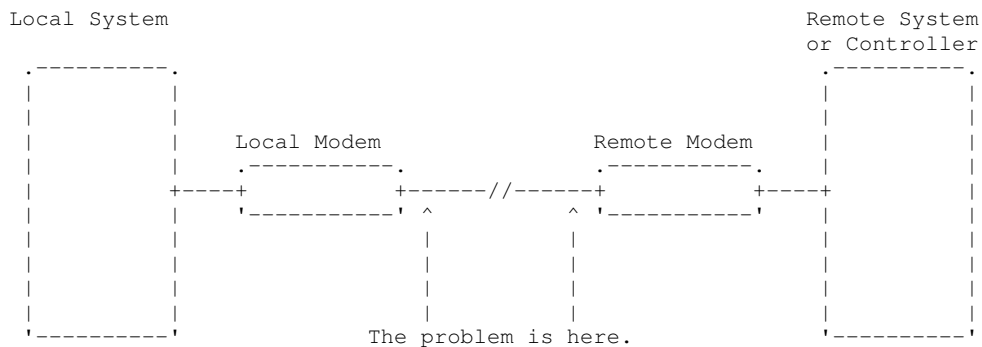 Local System
Remote System
or Controller
Local Modem
Remote Modem
The problem is here.